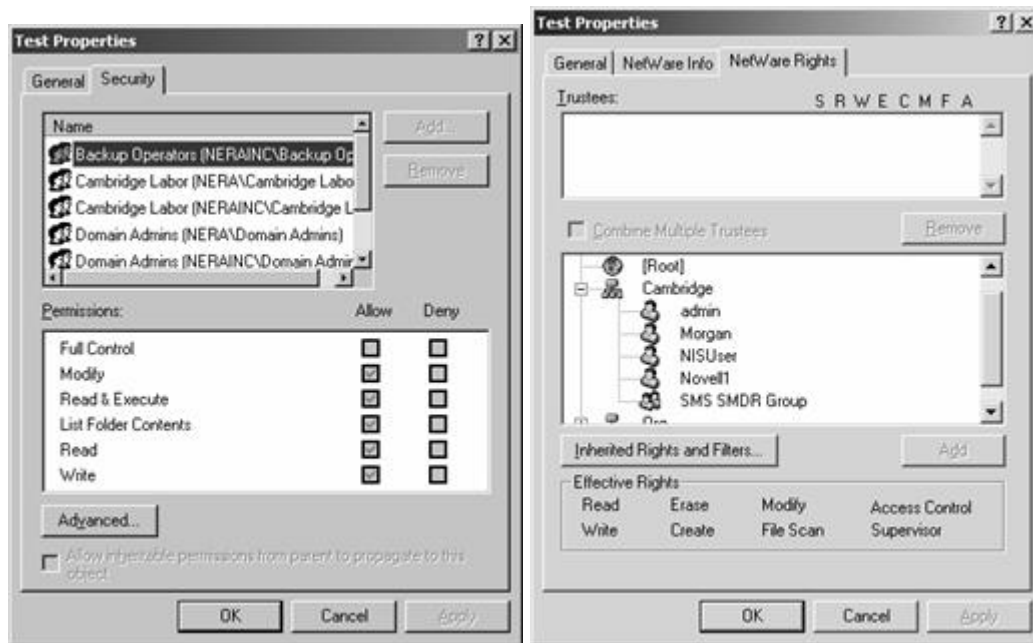 Test Properties
General Security
Name
Add...
Backup Operators (NERAINC\Backup Op
Remove
Cambridge Labor (NERA\Cambridge Labo
Cambridge Labor (NERAINC\Cambridge L
Domain Admins (NERA\Domain Admins)
Domain Admins (NERAINC\Domain Admin
Permissions: Allow Deny
Full Control
Modify
Read & Execute
List Folder Contents
Read
Write
Advanced...
Allow inheritable permissions from parent to propagate to this
object
OK Cancel Apply
Test Properties
General NetWare Info NetWare Rights
Trustees: S R W E C M F A
Combine Multiple Trustees Remove
[Root]
Cambridge
admin
Morgan
NISUser
Novell1
SMS SMDR Group
Inherited Rights and Filters... Add
Effective Rights
Read Erase Modify Access Control
Write Create File Scan Supervisor
OK Cancel Apply